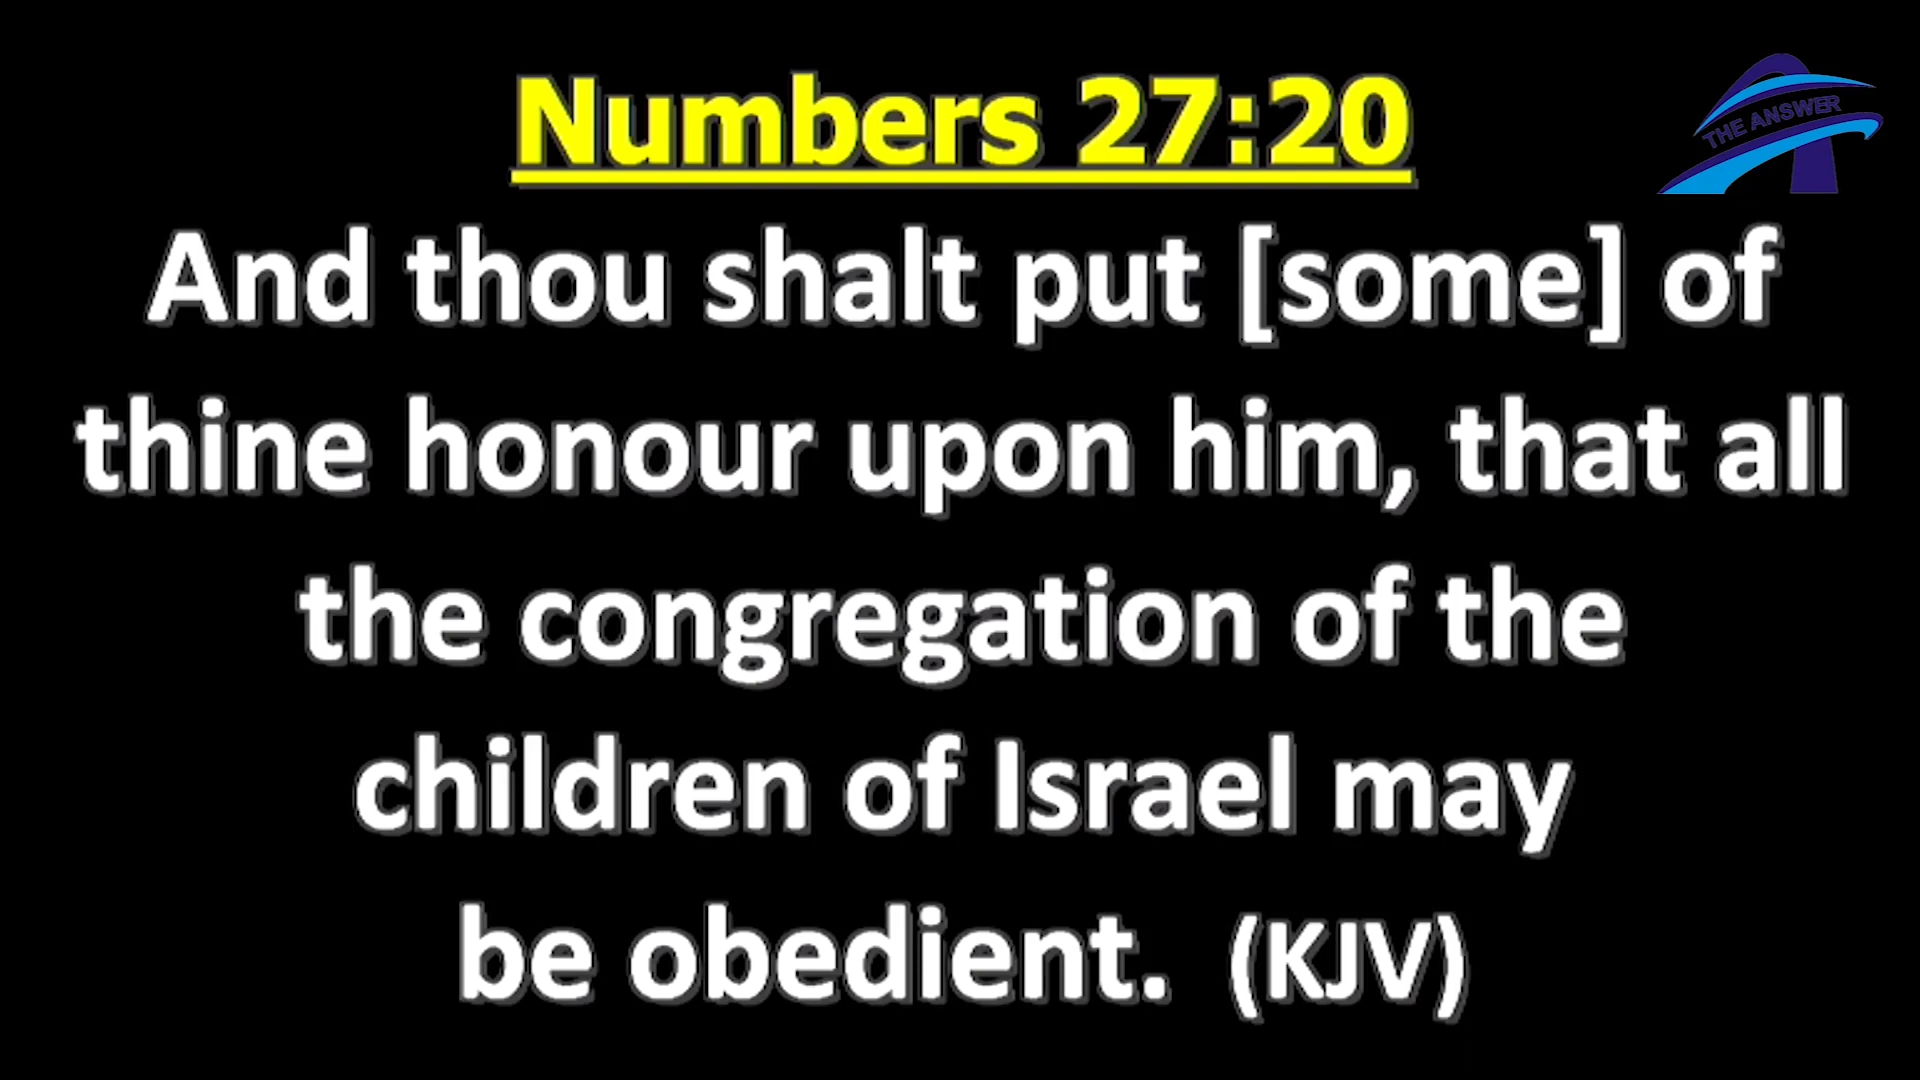 Numbers 27:20
THE ANSWER
And thou shalt put [some] of
thine honour upon him, that all
the congregation of the
children of Israel may
be obedient. (KJV)